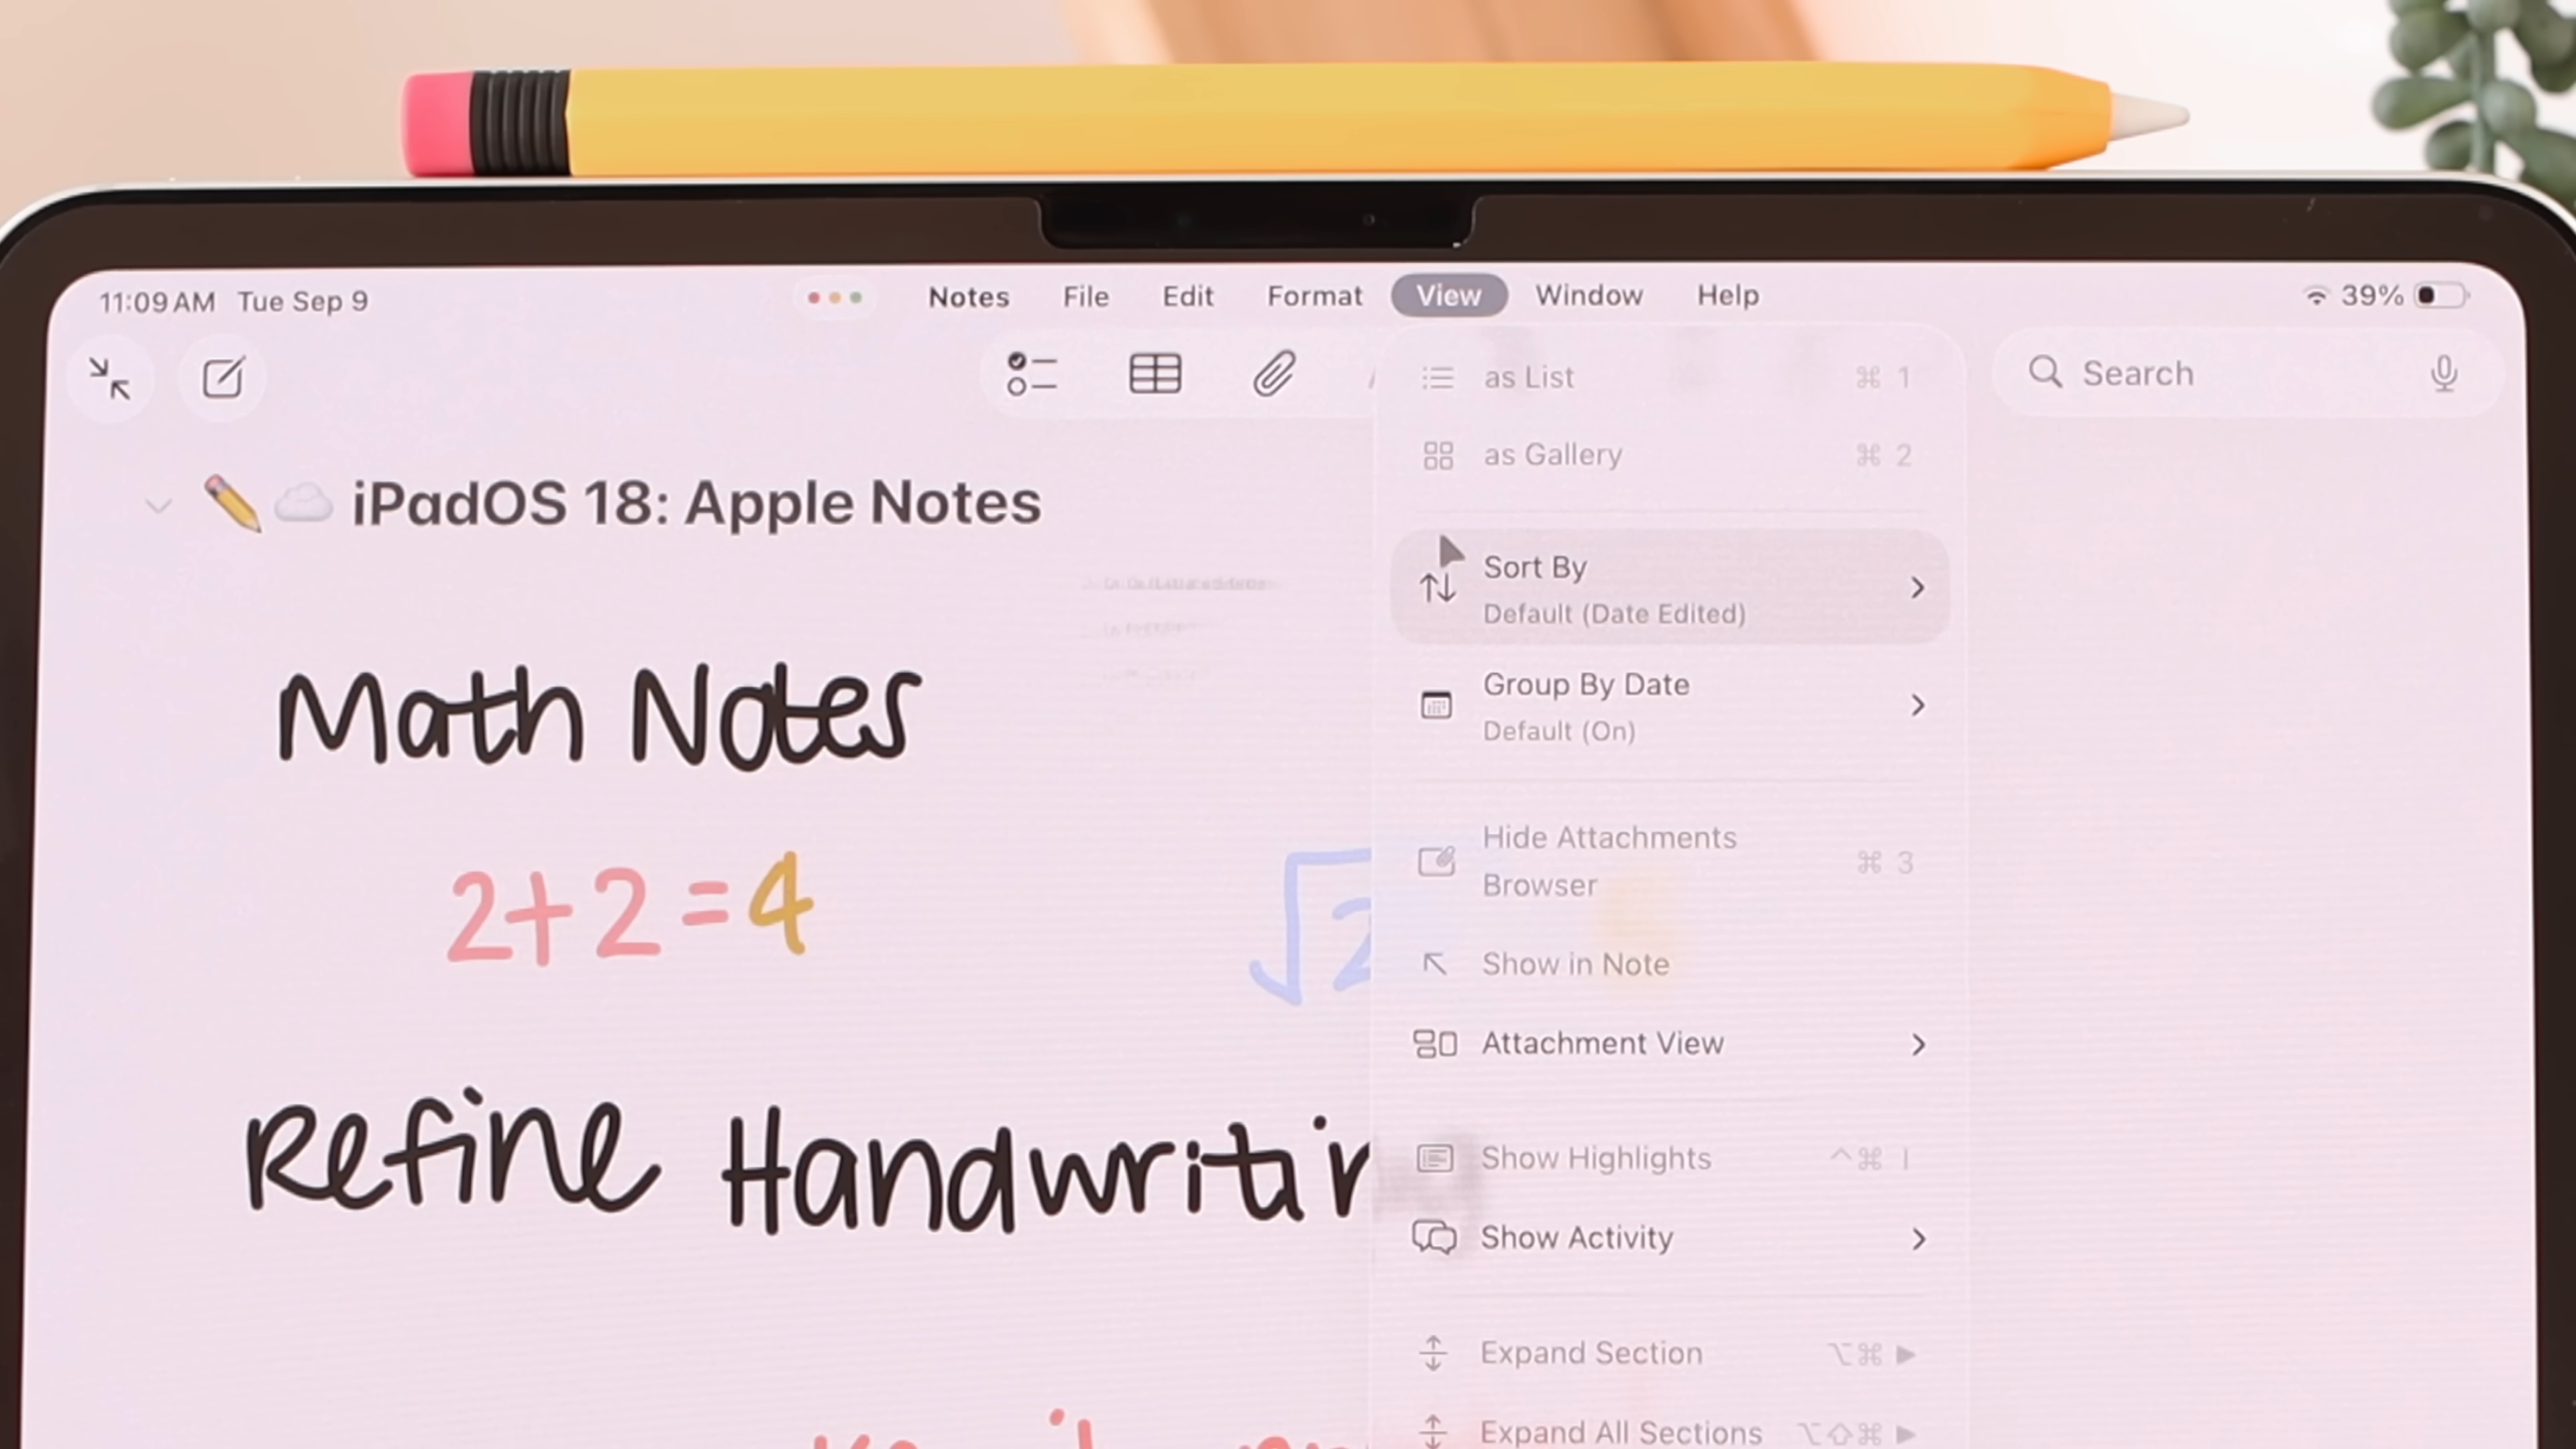 11:09 AM Tue Sep 9
Notes File Edit Format View Window Help
39%
Search
as List ⌘ 1
as Gallery ⌘ 2
Sort By
Default (Date Edited)
Group By Date
Default (On)
Hide Attachments
Browser ⌘ 3
Show in Note
Attachment View
Show Highlights ^⌘ I
Show Activity
Expand Section ⌥⌘ ▶
Expand All Sections ⌥⇧⌘ ▶
✏️☁️ iPadOS 18: Apple Notes
Math Notes
2+2=4
√2
Refine Handwritin